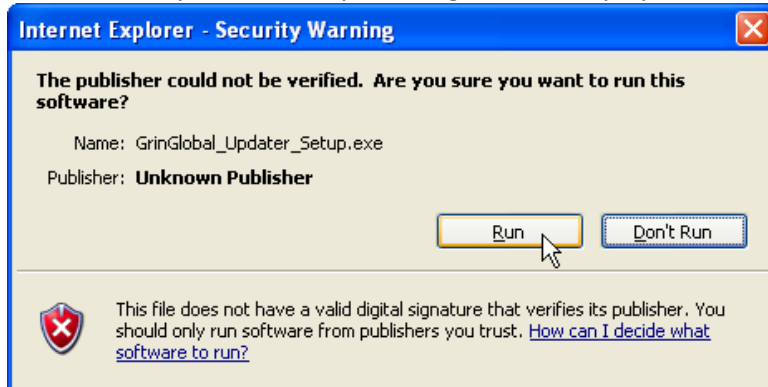 Internet Explorer - Security Warning
The publisher could not be verified. Are you sure you want to run this
software?
Name: GrinGlobal_Updater_Setup.exe
Publisher: Unknown Publisher
Run Don't Run
This file does not have a valid digital signature that verifies its publisher. You
should only run software from publishers you trust. How can I decide what
software to run?